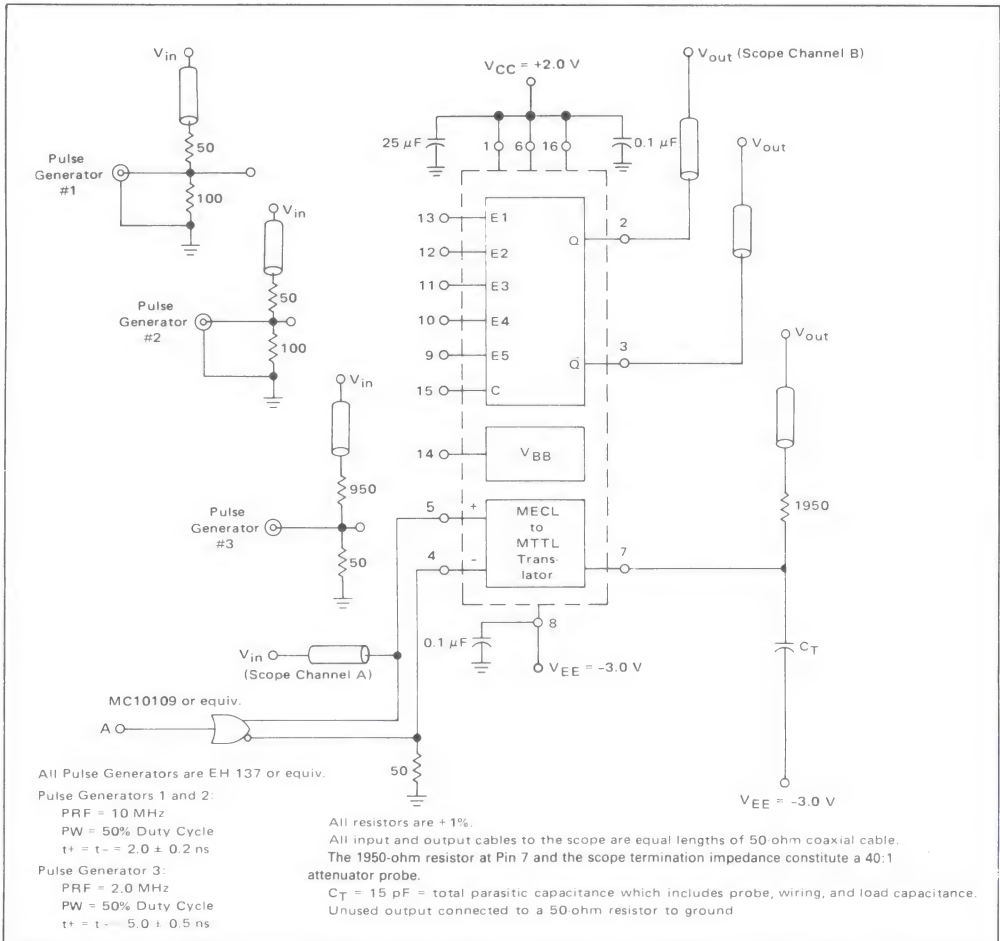 Vin
50
Pulse
Generator
#1
100
Vin
50
Pulse
Generator
#2
100
Vin
950
Pulse
Generator
#3
50
VCC = +2.0 V
25 µF
1
6
16
0.1 µF
Vout (Scope Channel B)
Vout
13 E1
12 E2
11 E3
10 E4
9 E5
15 C
Q 2
Q̅ 3
14 VBB
5 +
4 -
MECL
to
MTTL
Trans-
lator
7
Vout
1950
CT
VEE = -3.0 V
0.1 µF
8
VEE = -3.0 V
Vin
(Scope Channel A)
MC10109 or equiv.
A
50
All Pulse Generators are EH 137 or equiv.
Pulse Generators 1 and 2:
PRF = 10 MHz
PW = 50% Duty Cycle
t+ = t- = 2.0 ± 0.2 ns
Pulse Generator 3:
PRF = 2.0 MHz
PW = 50% Duty Cycle
t+ = t- 5.0 ± 0.5 ns
All resistors are +1%.
All input and output cables to the scope are equal lengths of 50-ohm coaxial cable.
The 1950-ohm resistor at Pin 7 and the scope termination impedance constitute a 40:1
attenuator probe.
CT = 15 pF = total parasitic capacitance which includes probe, wiring, and load capacitance.
Unused output connected to a 50-ohm resistor to ground